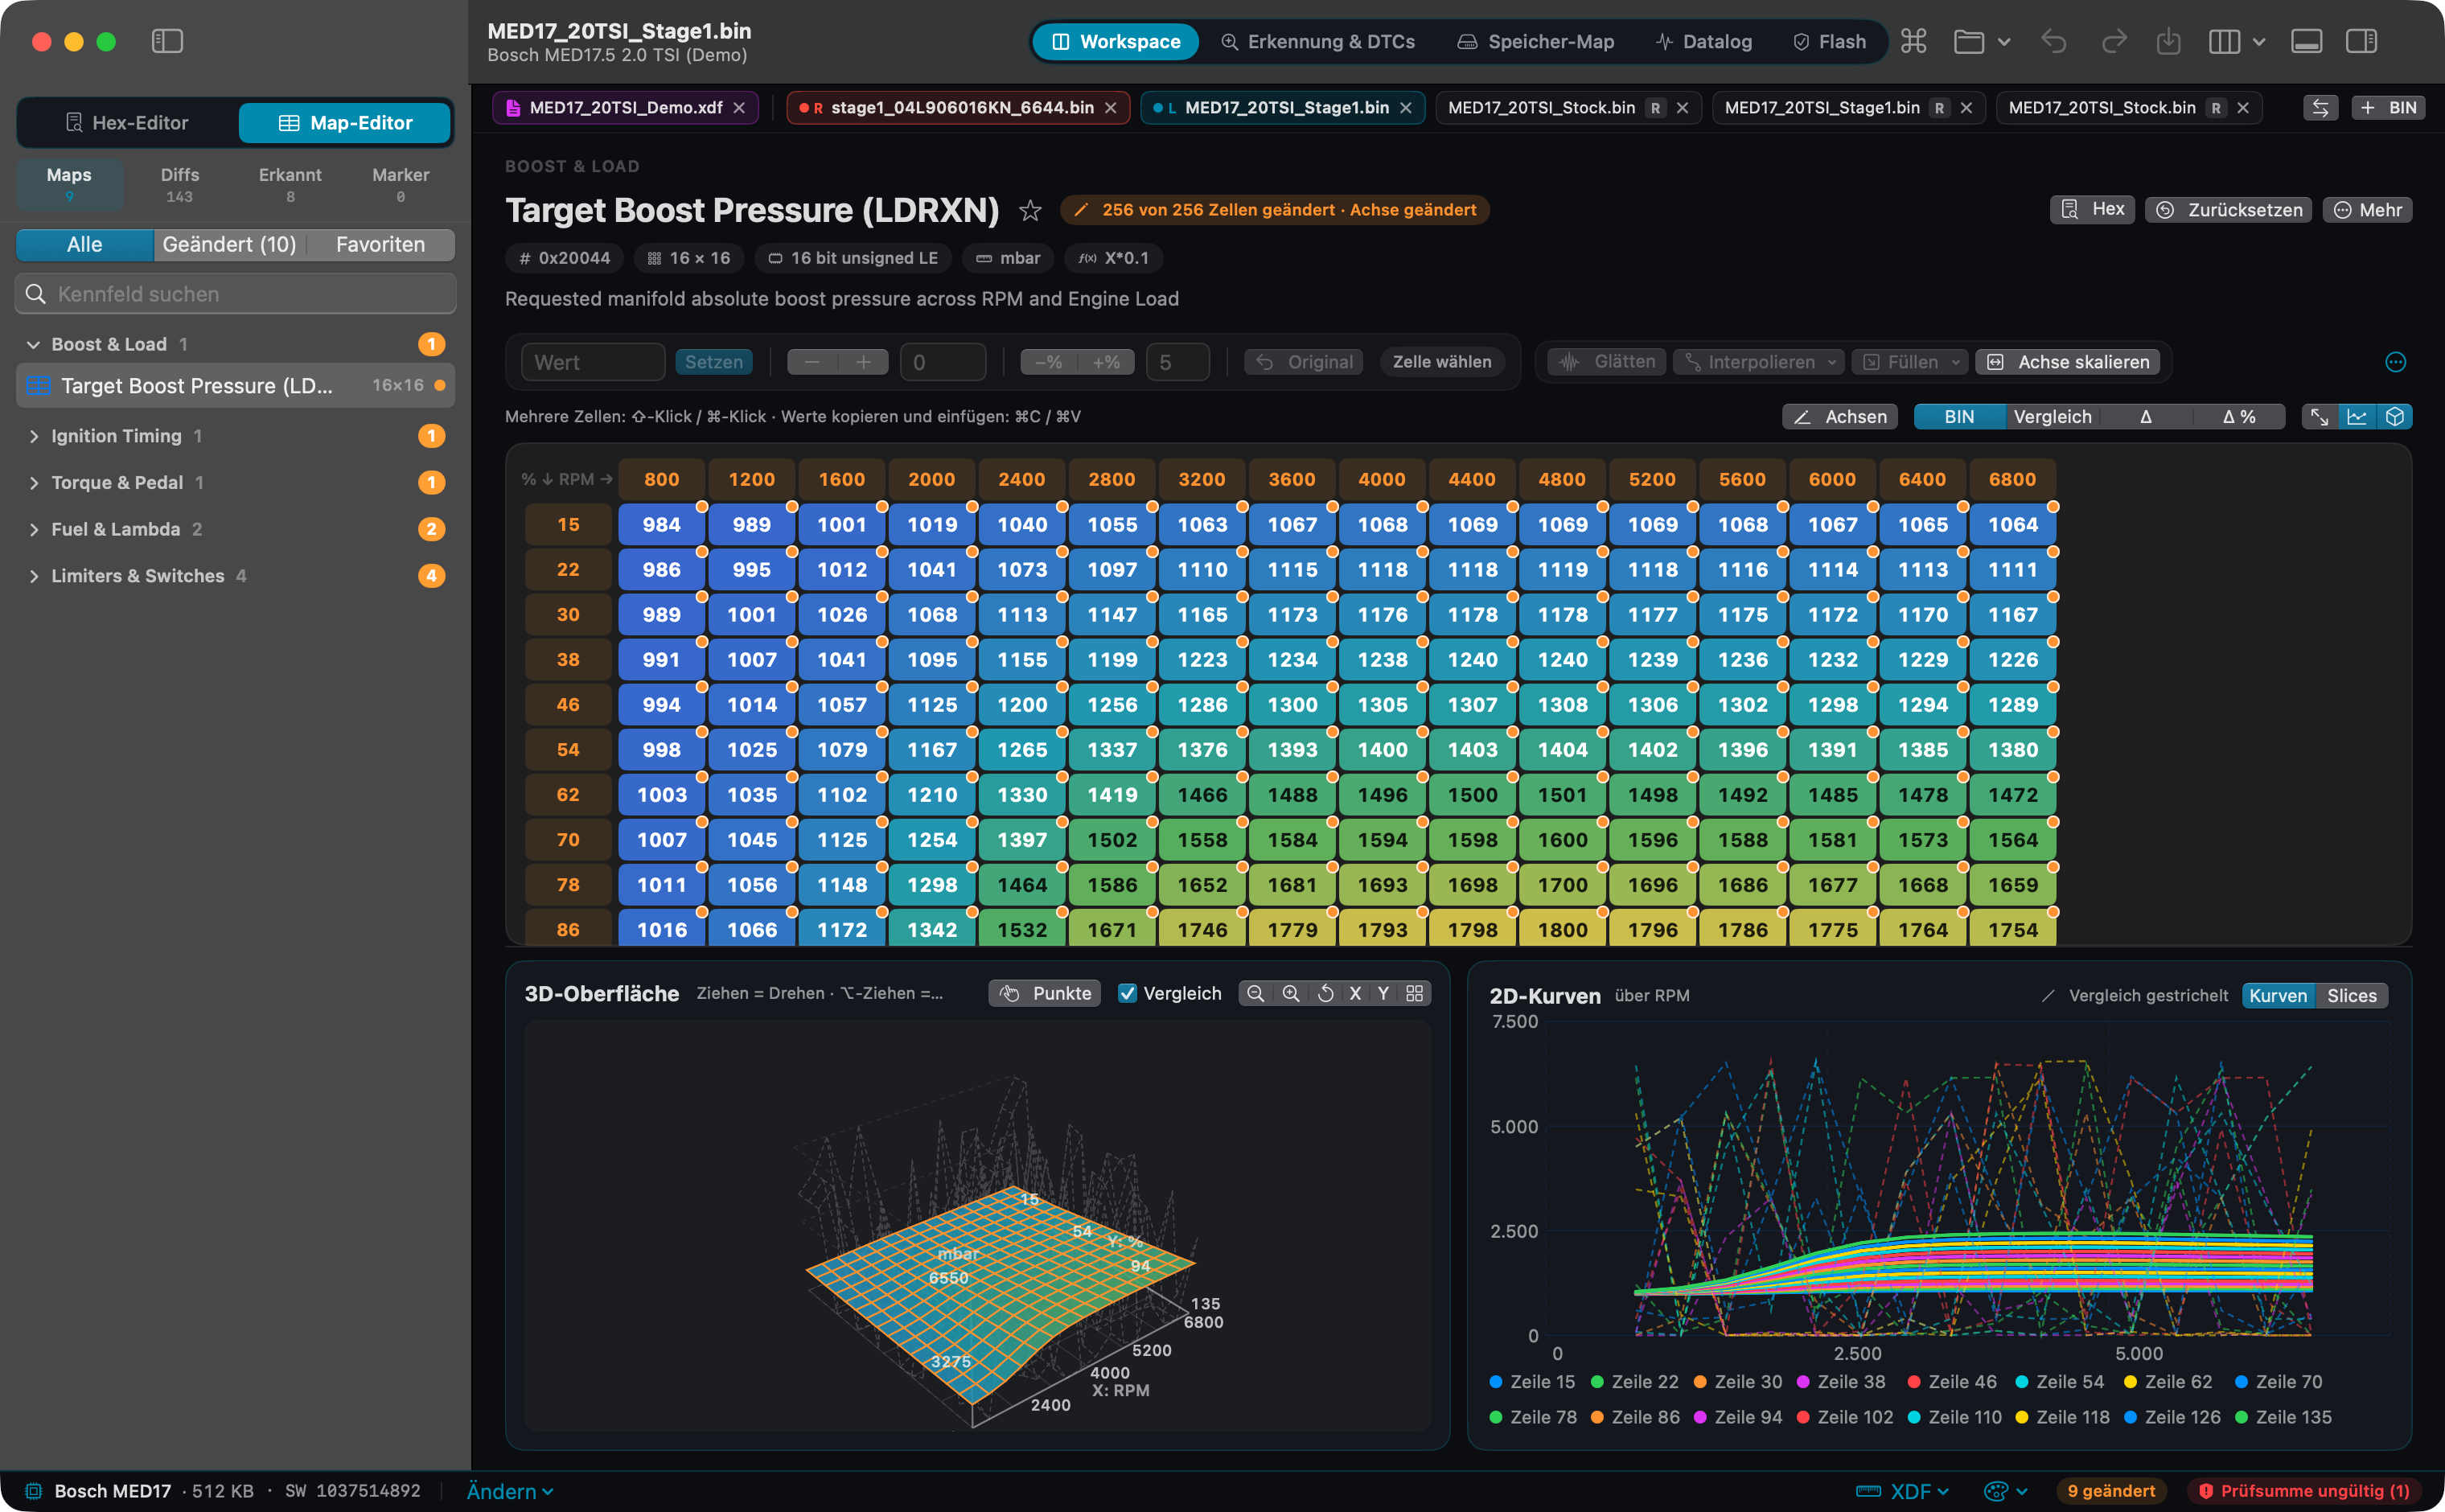 MED17_20TSI_Stage1.bin
Bosch MED17.5 2.0 TSI (Demo)
Workspace Erkennung & DTCs Speicher-Map Datalog Flash
Hex-Editor Map-Editor
Maps Diffs Erkannt Marker
9 143 8 0
Alle Geändert (10) Favoriten
Kennfeld suchen
Boost & Load 1 1
Target Boost Pressure (LD... 16×16
Ignition Timing 1 1
Torque & Pedal 1 1
Fuel & Lambda 2 2
Limiters & Switches 4 4
MED17_20TSI_Demo.xdf R stage1_04L906016KN_6644.bin L MED17_20TSI_Stage1.bin MED17_20TSI_Stock.bin R MED17_20TSI_Stage1.bin R MED17_20TSI_Stock.bin R + BIN
BOOST & LOAD
Target Boost Pressure (LDRXN) 256 von 256 Zellen geändert · Achse geändert Hex Zurücksetzen Mehr
# 0x20044 16 × 16 16 bit unsigned LE mbar f(x) X*0.1
Requested manifold absolute boost pressure across RPM and Engine Load
Wert Setzen − + 0 −% +% 5 Original Zelle wählen Glätten Interpolieren Füllen Achse skalieren
Mehrere Zellen: ⇧-Klick / ⌘-Klick · Werte kopieren und einfügen: ⌘C / ⌘V Achsen BIN Vergleich Δ Δ %
% ↓ RPM → 800 1200 1600 2000 2400 2800 3200 3600 4000 4400 4800 5200 5600 6000 6400 6800
15 984 989 1001 1019 1040 1055 1063 1067 1068 1069 1069 1069 1068 1067 1065 1064
22 986 995 1012 1041 1073 1097 1110 1115 1118 1118 1119 1118 1116 1114 1113 1111
30 989 1001 1026 1068 1113 1147 1165 1173 1176 1178 1178 1177 1175 1172 1170 1167
38 991 1007 1041 1095 1155 1199 1223 1234 1238 1240 1240 1239 1236 1232 1229 1226
46 994 1014 1057 1125 1200 1256 1286 1300 1305 1307 1308 1306 1302 1298 1294 1289
54 998 1025 1079 1167 1265 1337 1376 1393 1400 1403 1404 1402 1396 1391 1385 1380
62 1003 1035 1102 1210 1330 1419 1466 1488 1496 1500 1501 1498 1492 1485 1478 1472
70 1007 1045 1125 1254 1397 1502 1558 1584 1594 1598 1600 1596 1588 1581 1573 1564
78 1011 1056 1148 1298 1464 1586 1652 1681 1693 1698 1700 1696 1686 1677 1668 1659
86 1016 1066 1172 1342 1532 1671 1746 1779 1793 1798 1800 1796 1786 1775 1764 1754
3D-Oberfläche Ziehen = Drehen · ⌥-Ziehen =... Punkte Vergleich X Y
15
54 Y: %
mbar 94
6550
135
6800
5200
3275
4000
X: RPM
2400
2D-Kurven über RPM Vergleich gestrichelt Kurven Slices
7.500
5.000
2.500
0
0 2.500 5.000
Zeile 15 Zeile 22 Zeile 30 Zeile 38 Zeile 46 Zeile 54 Zeile 62 Zeile 70
Zeile 78 Zeile 86 Zeile 94 Zeile 102 Zeile 110 Zeile 118 Zeile 126 Zeile 135
Bosch MED17 · 512 KB · SW 1037514892 Ändern XDF 9 geändert Prüfsumme ungültig (1)